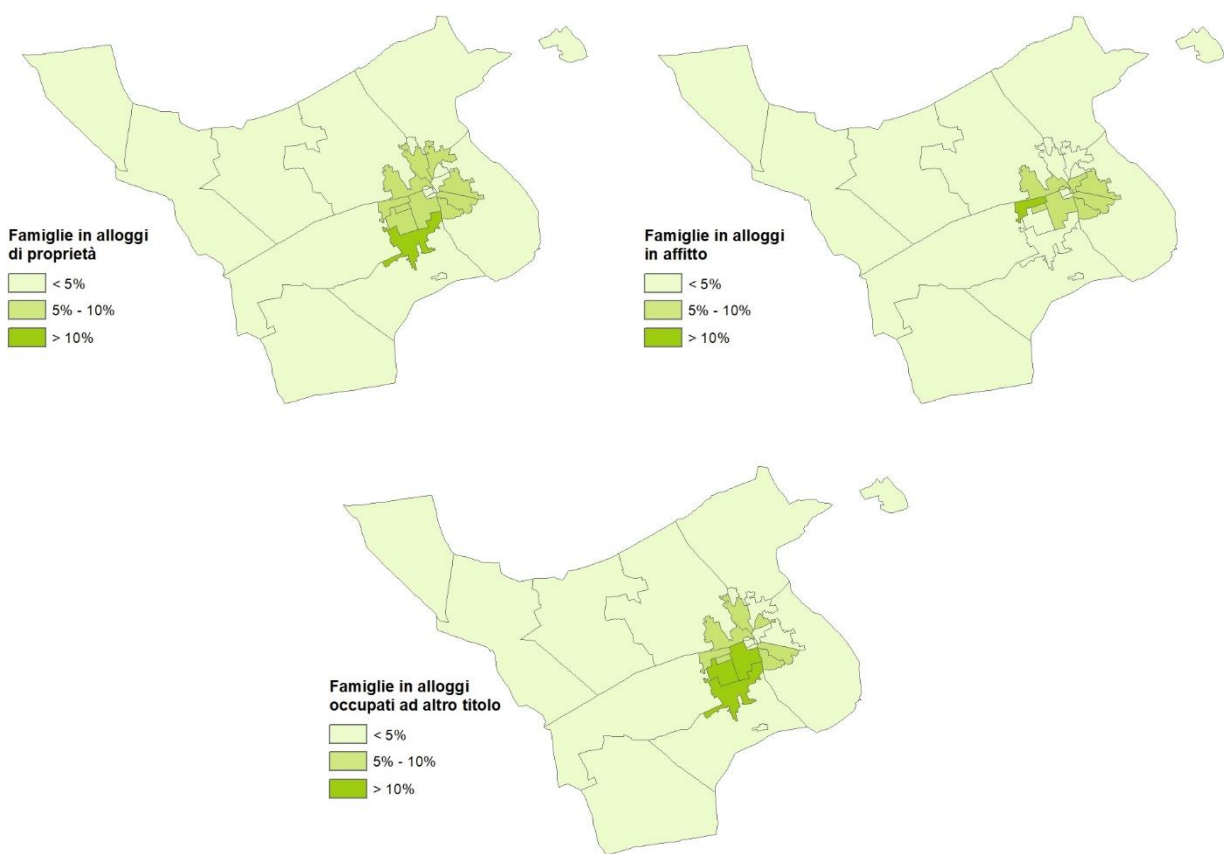 Famiglie in alloggi
di proprietà
< 5%
5% - 10%
> 10%
Famiglie in alloggi
in affitto
< 5%
5% - 10%
> 10%
Famiglie in alloggi
occupati ad altro titolo
< 5%
5% - 10%
> 10%